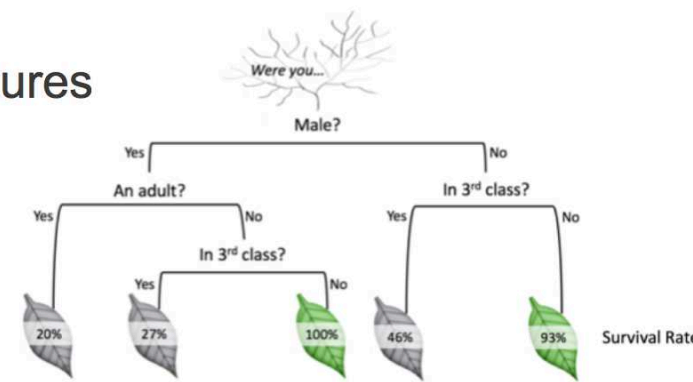 ures
Were you...
Male?
Yes
No
An adult?
In 3rd class?
Yes
No
Yes
No
In 3rd class?
Yes
No
20%
27%
100%
46%
93%
Survival Rate